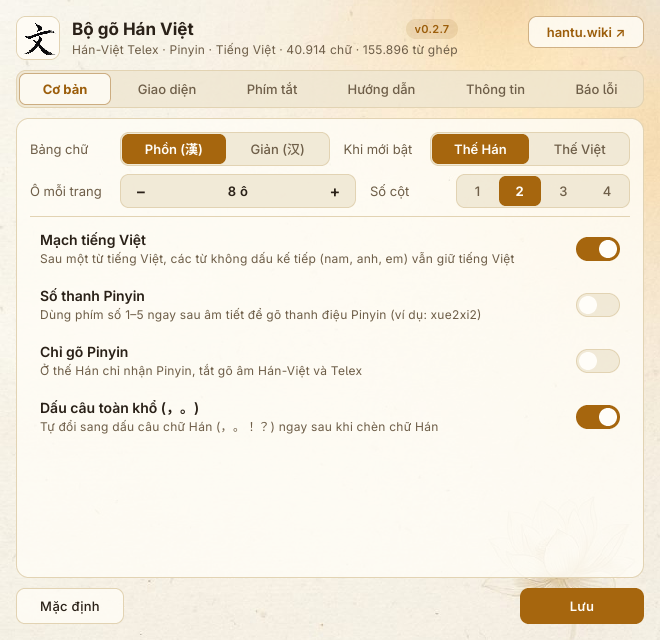 文
Bộ gõ Hán Việt
v0.2.7
Hán-Việt Telex · Pinyin · Tiếng Việt · 40.914 chữ · 155.896 từ ghép
hantu.wiki ↗
Cơ bản Giao diện Phím tắt Hướng dẫn Thông tin Báo lỗi
Bảng chữ Phồn (漢) Giản (汉) Khi mới bật Thế Hán Thế Việt
Ô mỗi trang − 8 ô + Số cột 1 2 3 4
Mạch tiếng Việt
Sau một từ tiếng Việt, các từ không dấu kế tiếp (nam, anh, em) vẫn giữ tiếng Việt
Số thanh Pinyin
Dùng phím số 1–5 ngay sau âm tiết để gõ thanh điệu Pinyin (ví dụ: xue2xi2)
Chỉ gõ Pinyin
Ở thế Hán chỉ nhận Pinyin, tắt gõ âm Hán-Việt và Telex
Dấu câu toàn khổ (，。)
Tự đổi sang dấu câu chữ Hán (，。！？) ngay sau khi chèn chữ Hán
Mặc định Lưu